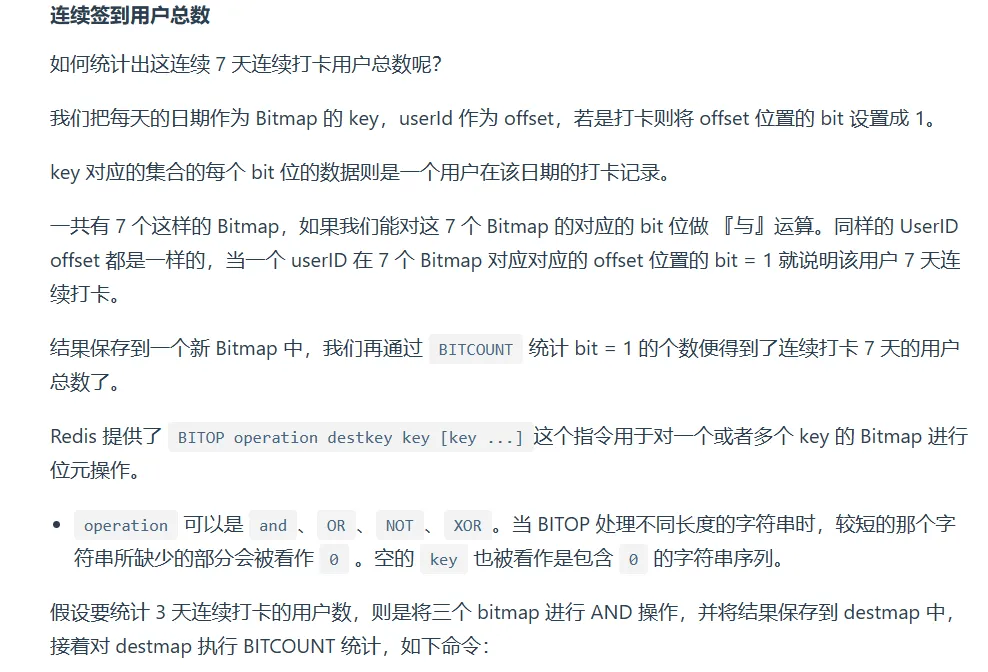 连续签到用户总数
如何统计出这连续 7 天连续打卡用户总数呢？
我们把每天的日期作为 Bitmap 的 key，userId 作为 offset，若是打卡则将 offset 位置的 bit 设置成 1。
key 对应的集合的每个 bit 位的数据则是一个用户在该日期的打卡记录。
一共有 7 个这样的 Bitmap，如果我们能对这 7 个 Bitmap 的对应的 bit 位做 『与』运算。同样的 UserID
offset 都是一样的，当一个 userID 在 7 个 Bitmap 对应对应的 offset 位置的 bit = 1 就说明该用户 7 天连
续打卡。
结果保存到一个新 Bitmap 中，我们再通过 BITCOUNT 统计 bit = 1 的个数便得到了连续打卡 7 天的用户
总数了。
Redis 提供了 BITOP operation destkey key [key ...] 这个指令用于对一个或者多个 key 的 Bitmap 进行
位元操作。
• operation 可以是 and、OR、NOT、XOR。当 BITOP 处理不同长度的字符串时，较短的那个字
符串所缺少的部分会被看作 0 。空的 key 也被看作是包含 0 的字符串序列。
假设要统计 3 天连续打卡的用户数，则是将三个 bitmap 进行 AND 操作，并将结果保存到 destmap 中，
接着对 destmap 执行 BITCOUNT 统计，如下命令：